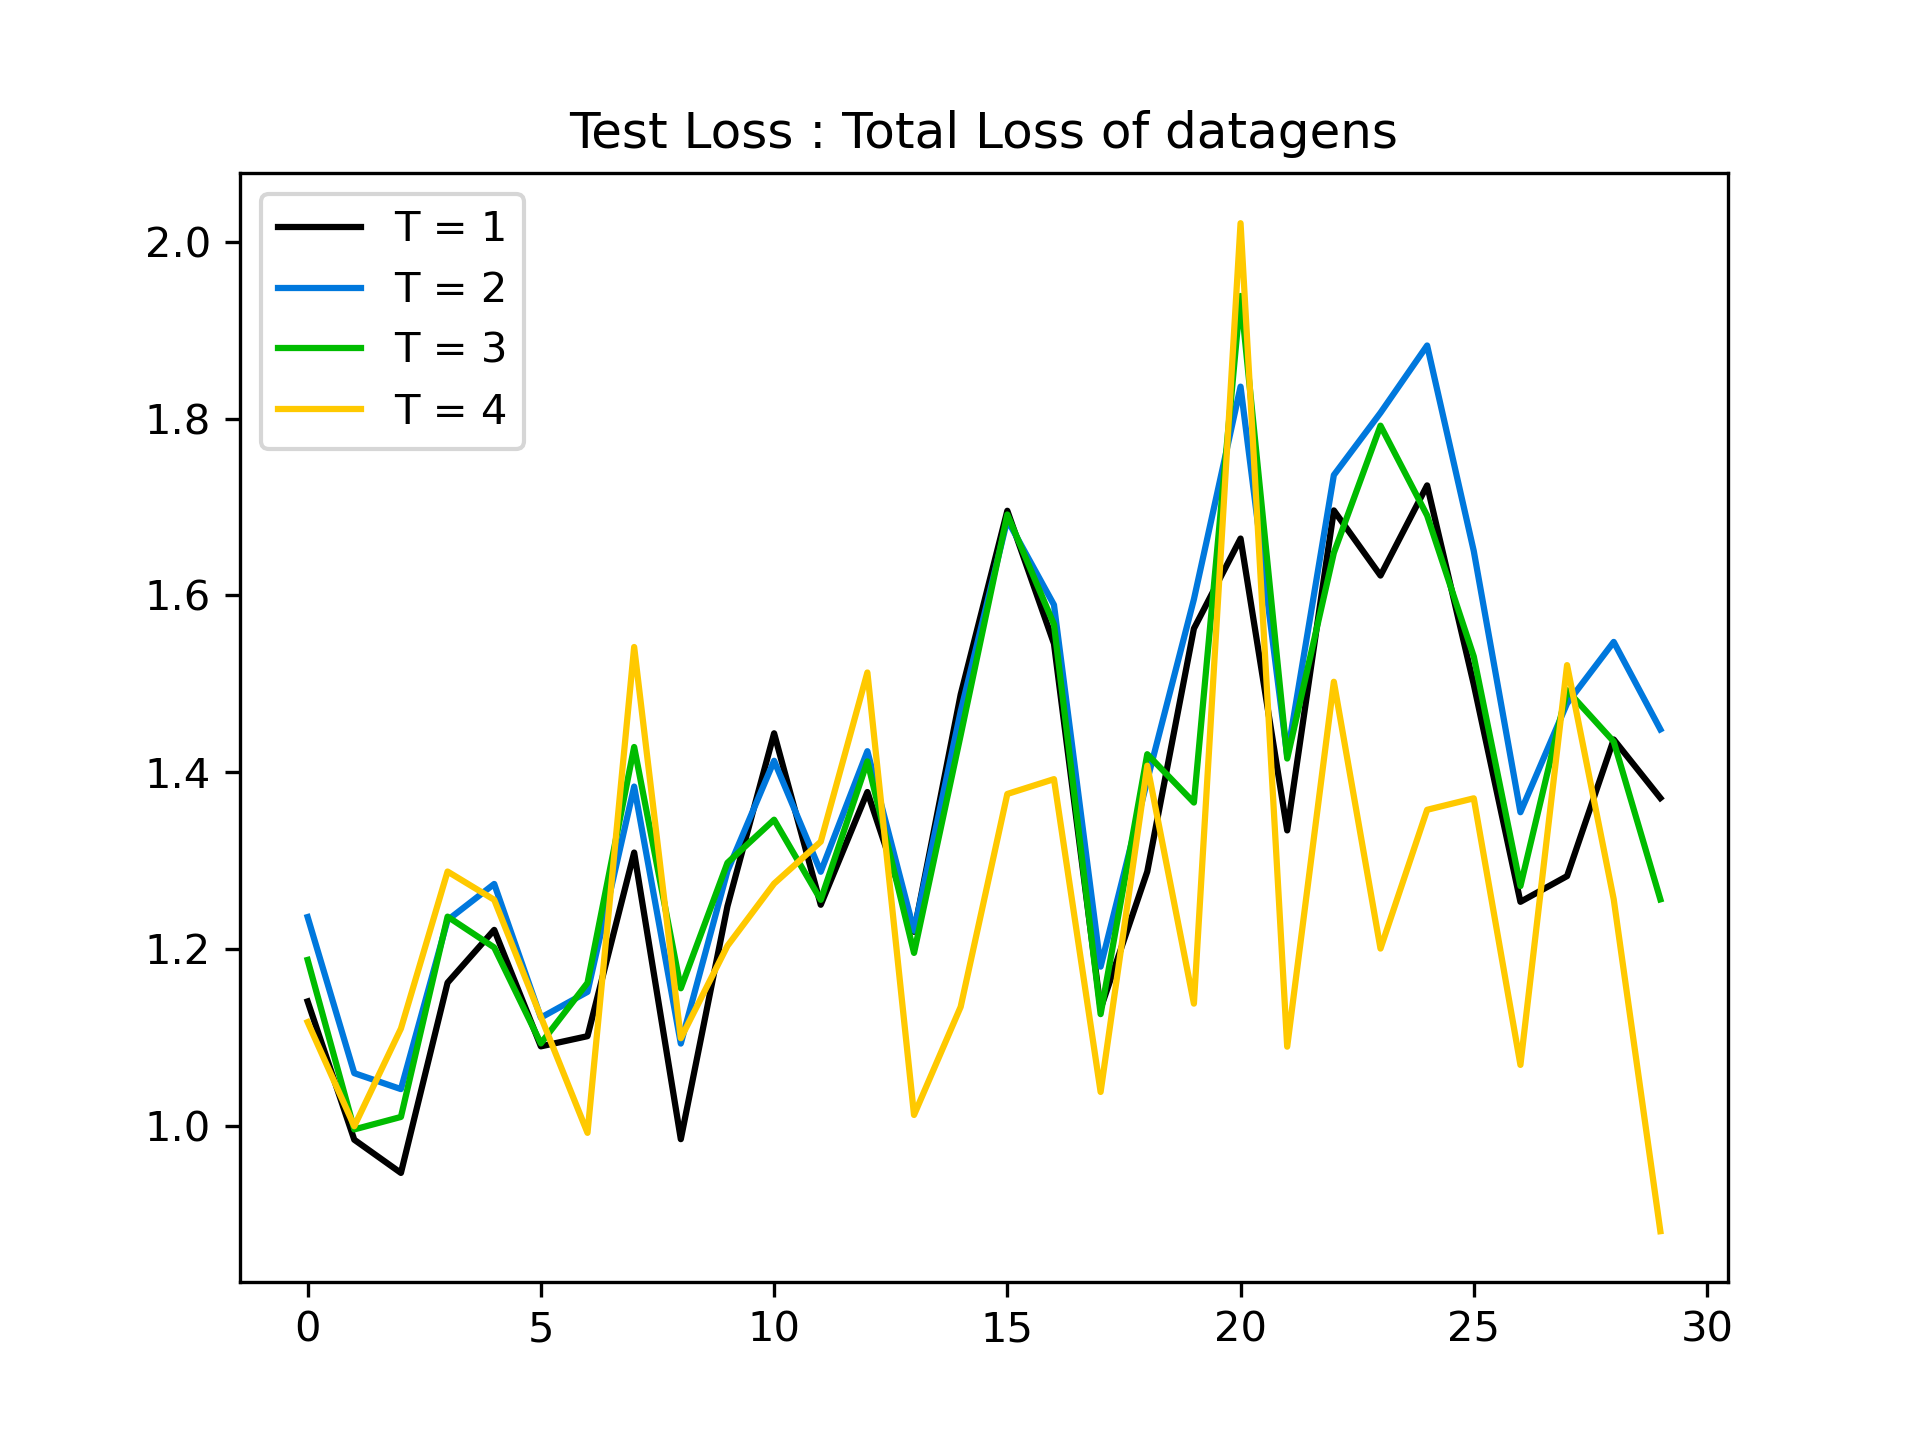 Test Loss : Total Loss of datagens
T = 1
T = 2
T = 3
T = 4
2.0
1.8
1.6
1.4
1.2
1.0
0 5 10 15 20 25 30